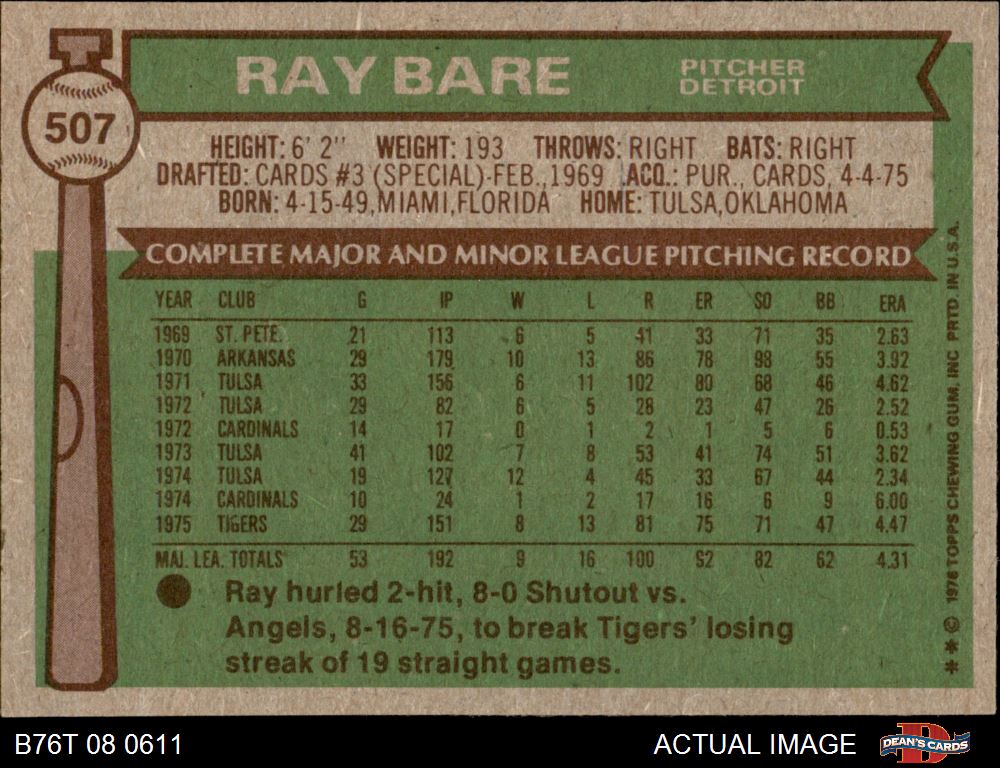 RAY BARE PITCHER
DETROIT
507
HEIGHT: 6' 2" WEIGHT: 193 THROWS: RIGHT BATS: RIGHT
DRAFTED: CARDS #3 (SPECIAL)-FEB., 1969 ACQ.: PUR., CARDS, 4-4-75
BORN: 4-15-49, MIAMI, FLORIDA HOME: TULSA, OKLAHOMA
COMPLETE MAJOR AND MINOR LEAGUE PITCHING RECORD
YEAR CLUB G IP W L R ER SO BB ERA
1969 ST. PETE. 21 113 6 5 41 33 71 35 2.63
1970 ARKANSAS 29 179 10 13 86 78 98 55 3.92
1971 TULSA 33 156 6 11 102 80 68 46 4.62
1972 TULSA 29 82 6 5 28 23 47 26 2.52
1972 CARDINALS 14 17 0 1 2 1 5 6 0.53
1973 TULSA 41 102 7 8 53 41 74 51 3.62
1974 TULSA 19 127 12 4 45 33 67 44 2.34
1974 CARDINALS 10 24 1 2 17 16 6 9 6.00
1975 TIGERS 29 151 8 13 81 75 71 47 4.47
MAJ. LEA. TOTALS 53 192 9 16 100 92 82 62 4.31
Ray hurled 2-hit, 8-0 Shutout vs.
Angels, 8-16-75, to break Tigers' losing
streak of 19 straight games.
* * © 1976 TOPPS CHEWING GUM, INC PRTD. IN U.S.A.
B76T 08 0611 ACTUAL IMAGE DEAN'S CARDS